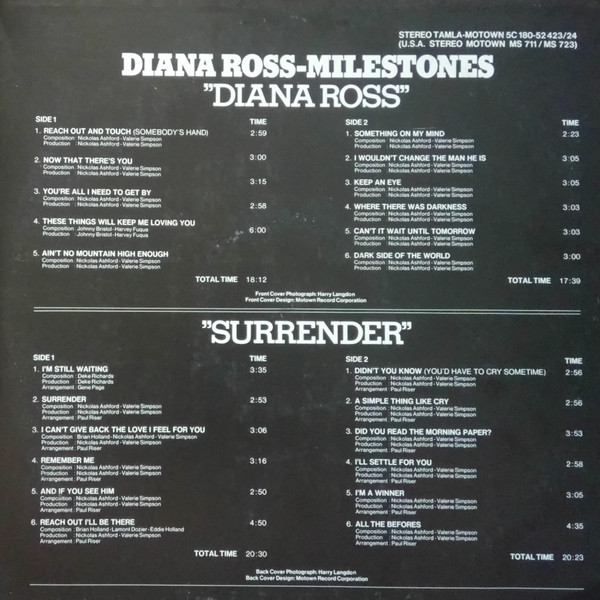 STEREO TAMLA-MOTOWN 5C 180-52 423/24
(U.S.A. STEREO MOTOWN MS 711/MS 723)
DIANA ROSS-MILESTONES
"DIANA ROSS"
SIDE 1 TIME
1. REACH OUT AND TOUCH (SOMEBODY'S HAND) 2:59
Composition : Nickolas Ashford-Valerie Simpson
Production : Nickolas Ashford-Valerie Simpson
2. NOW THAT THERE'S YOU 3:00
Composition : Nickolas Ashford-Valerie Simpson
Production : Nickolas Ashford-Valerie Simpson
3:15
3. YOU'RE ALL I NEED TO GET BY
Composition : Nickolas Ashford-Valerie Simpson
Production : Nickolas Ashford-Valerie Simpson
2:58
4. THESE THINGS WILL KEEP ME LOVING YOU
Composition : Johnny Bristol-Harvey Fuqua
Production : Johnny Bristol-Harvey Fuqua
6:00
5. AIN'T NO MOUNTAIN HIGH ENOUGH
Composition : Nickolas Ashford-Valerie Simpson
Production : Nickolas Ashford-Valerie Simpson
TOTAL TIME 18:12
SIDE 2 TIME
1. SOMETHING ON MY MIND 2:23
Composition : Nickolas Ashford-Valerie Simpson
Production : Nickolas Ashford-Valerie Simpson
2. I WOULDN'T CHANGE THE MAN HE IS 3:05
Composition : Nickolas Ashford-Valerie Simpson
Production : Nickolas Ashford-Valerie Simpson
3. KEEP AN EYE 3:05
Composition : Nickolas Ashford-Valerie Simpson
Production : Nickolas Ashford-Valerie Simpson
4. WHERE THERE WAS DARKNESS 3:03
Composition : Nickolas Ashford-Valerie Simpson
Production : Nickolas Ashford-Valerie Simpson
5. CAN'T IT WAIT UNTIL TOMORROW 3:03
Composition : Nickolas Ashford-Valerie Simpson
Production : Nickolas Ashford-Valerie Simpson
6. DARK SIDE OF THE WORLD 3:00
Composition : Nickolas Ashford-Valerie Simpson
Production : Nickolas Ashford-Valerie Simpson
TOTAL TIME 17:39
Front Cover Photograph: Harry Langdon
Front Cover Design: Motown Record Corporation
"SURRENDER"
SIDE 1 TIME
1. I'M STILL WAITING 3:35
Composition : Deke Richards
Production : Deke Richards
Arrangement : Gene Page
2. SURRENDER 2:53
Composition : Nickolas Ashford-Valerie Simpson
Production : Nickolas Ashford-Valerie Simpson
Arrangement : Paul Riser
3. I CAN'T GIVE BACK THE LOVE I FEEL FOR YOU 3:06
Composition : Brian Holland-Nickolas Ashford-Valerie Simpson
Production : Nickolas Ashford-Valerie Simpson
Arrangement : Paul Riser
4. REMEMBER ME 3:16
Composition : Nickolas Ashford-Valerie Simpson
Production : Nickolas Ashford-Valerie Simpson
Arrangement : Paul Riser
5. AND IF YOU SEE HIM 2:50
Composition : Nickolas Ashford-Valerie Simpson
Production : Nickolas Ashford-Valerie Simpson
Arrangement : Paul Riser
6. REACH OUT I'LL BE THERE 4:50
Composition : Brian Holland-Lamont Dozier-Eddie Holland
Production : Nickolas Ashford-Valerie Simpson
Arrangement : Paul Riser
TOTAL TIME 20:30
SIDE 2 TIME
1. DIDN'T YOU KNOW (YOU'D HAVE TO CRY SOMETIME) 2:56
Composition : Nickolas Ashford-Valerie Simpson
Production : Nickolas Ashford-Valerie Simpson
Arrangement : Paul Riser
2. A SIMPLE THING LIKE CRY 2:56
Composition : Nickolas Ashford-Valerie Simpson
Production : Nickolas Ashford-Valerie Simpson
Arrangement : Paul Riser
3. DID YOU READ THE MORNING PAPER? 3:53
Composition : Nickolas Ashford-Valerie Simpson
Production : Nickolas Ashford-Valerie Simpson
Arrangement : Paul Riser
4. I'LL SETTLE FOR YOU 2:58
Composition : Nickolas Ashford-Valerie Simpson
Production : Nickolas Ashford-Valerie Simpson
Arrangement : Paul Riser
5. I'M A WINNER 3:05
Composition : Nickolas Ashford-Valerie Simpson
Production : Nickolas Ashford-Valerie Simpson
Arrangement : Paul Riser
6. ALL THE BEFORES 4:35
Composition : Nickolas Ashford-Valerie Simpson
Production : Nickolas Ashford-Valerie Simpson
Arrangement : Paul Riser
TOTAL TIME 20:23
Back Cover Photograph: Harry Langdon
Back Cover Design: Motown Record Corporation